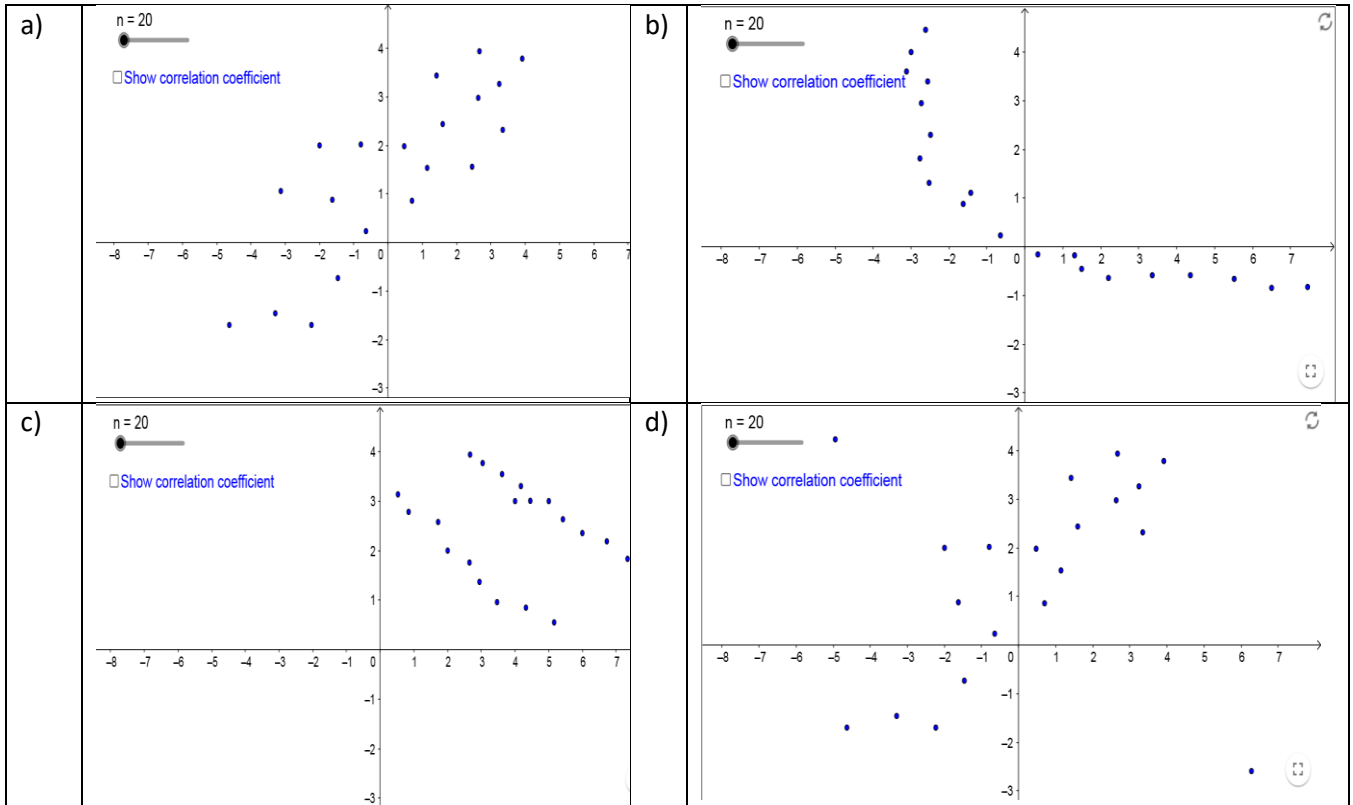 a)
n = 20
Show correlation coefficient
4
3
2
1
–8 –7 –6 –5 –4 –3 –2 –1 0 1 2 3 4 5 6 7
–1
–2
–3
b)
n = 20
4
Show correlation coefficient
3
2
1
–8 –7 –6 –5 –4 –3 –2 –1 0 1 2 3 4 5 6 7
–1
–2
–3
c)
n = 20
4
Show correlation coefficient
3
2
1
–8 –7 –6 –5 –4 –3 –2 –1 0 1 2 3 4 5 6 7
–1
–2
–3
d)
n = 20
4
Show correlation coefficient
3
2
1
–8 –7 –6 –5 –4 –3 –2 –1 0 1 2 3 4 5 6 7
–1
–2
–3